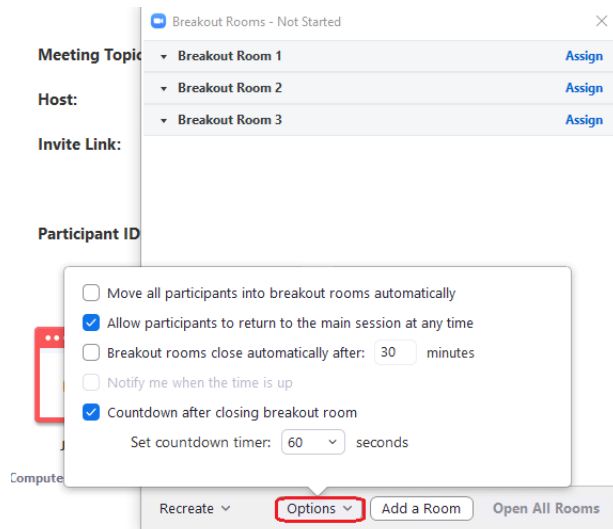 Breakout Rooms - Not Started
Meeting Topic
Breakout Room 1 Assign
Breakout Room 2 Assign
Host:
Breakout Room 3 Assign
Invite Link:
Participant ID
Move all participants into breakout rooms automatically
Allow participants to return to the main session at any time
Breakout rooms close automatically after: 30 minutes
Notify me when the time is up
Countdown after closing breakout room
Set countdown timer: 60 seconds
J
Compute
Recreate Options Add a Room Open All Rooms